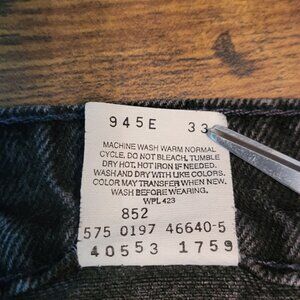 945E 33
MACHINE WASH WARM NORMAL
CYCLE. DO NOT BLEACH. TUMBLE
DRY HOT. HOT IRON IF NEEDED.
WASH AND DRY WITH LIKE COLORS.
COLOR MAY TRANSFER WHEN NEW.
WASH BEFORE WEARING.
WPL 423
852
575 0197 46640-5
40553 1759